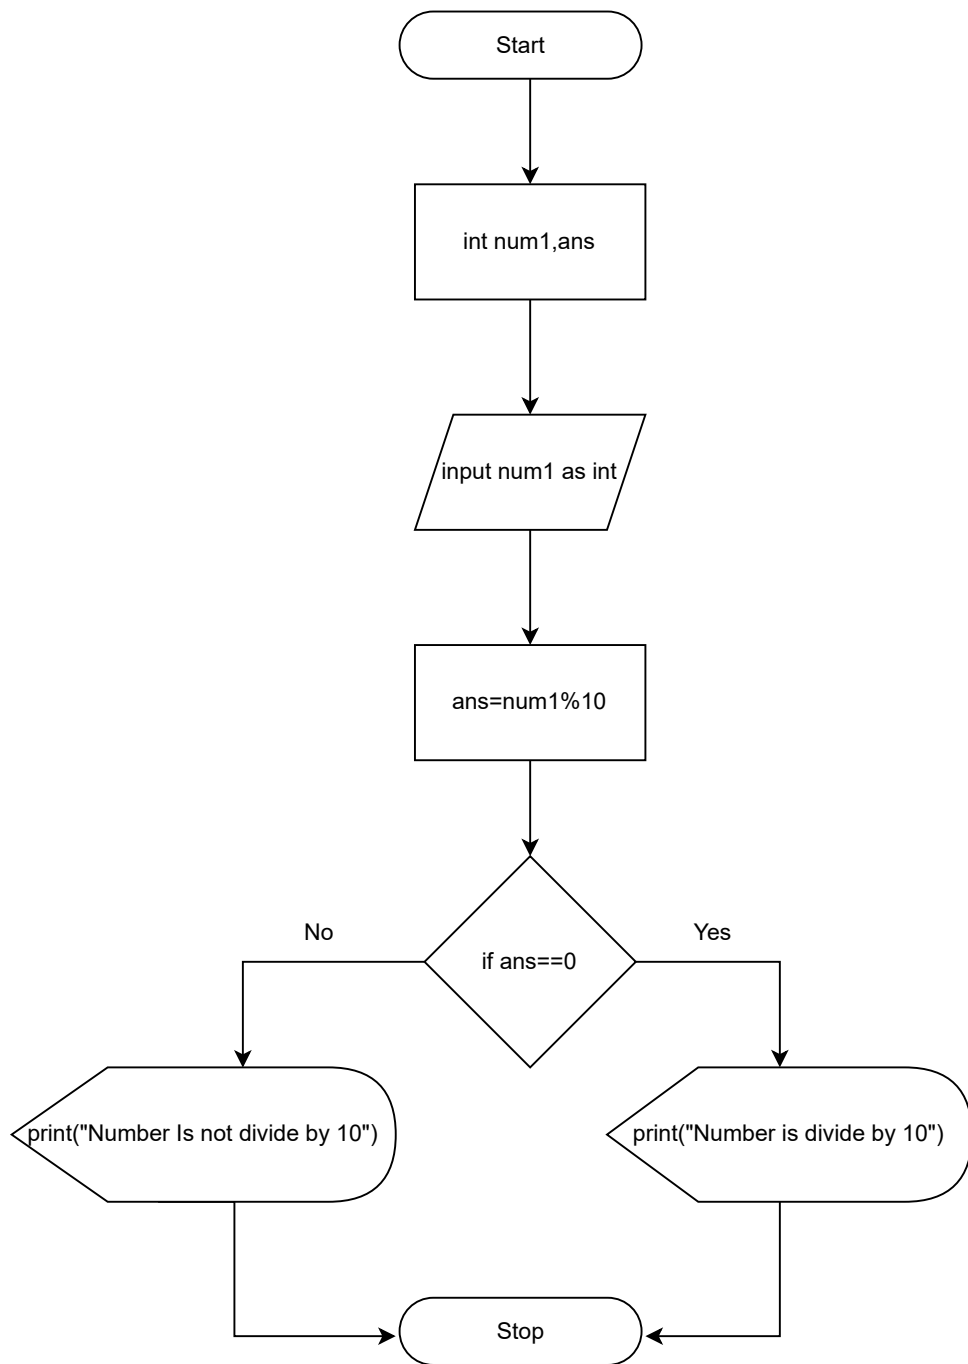 Start
int num1,ans
input num1 as int
ans=num1%10
No
Yes
if ans==0
print("Number Is not divide by 10")
print("Number is divide by 10")
Stop